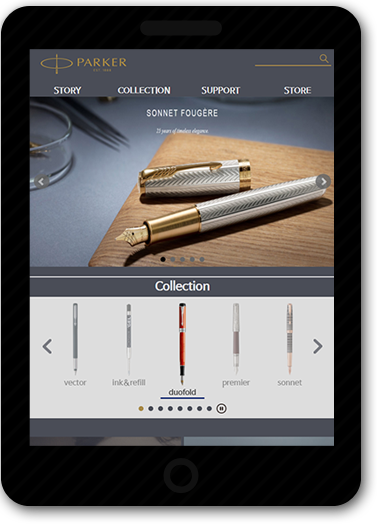 PARKER
EST. 1888
STORY COLLECTION SUPPORT STORE
SONNET FOUGÈRE
25 years of timeless elegance
Collection
vector ink&refill duofold premier sonnet